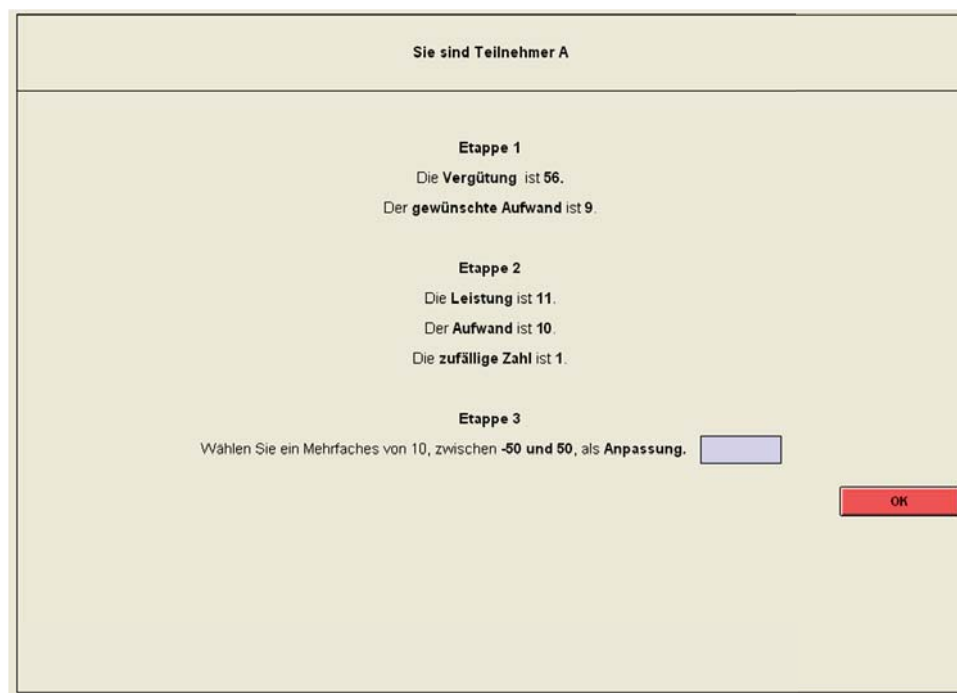 Sie sind Teilnehmer A
Etappe 1
Die Vergütung ist 56.
Der gewünschte Aufwand ist 9.
Etappe 2
Die Leistung ist 11.
Der Aufwand ist 10.
Die zufällige Zahl ist 1.
Etappe 3
Wählen Sie ein Mehrfaches von 10, zwischen -50 und 50, als Anpassung.
OK